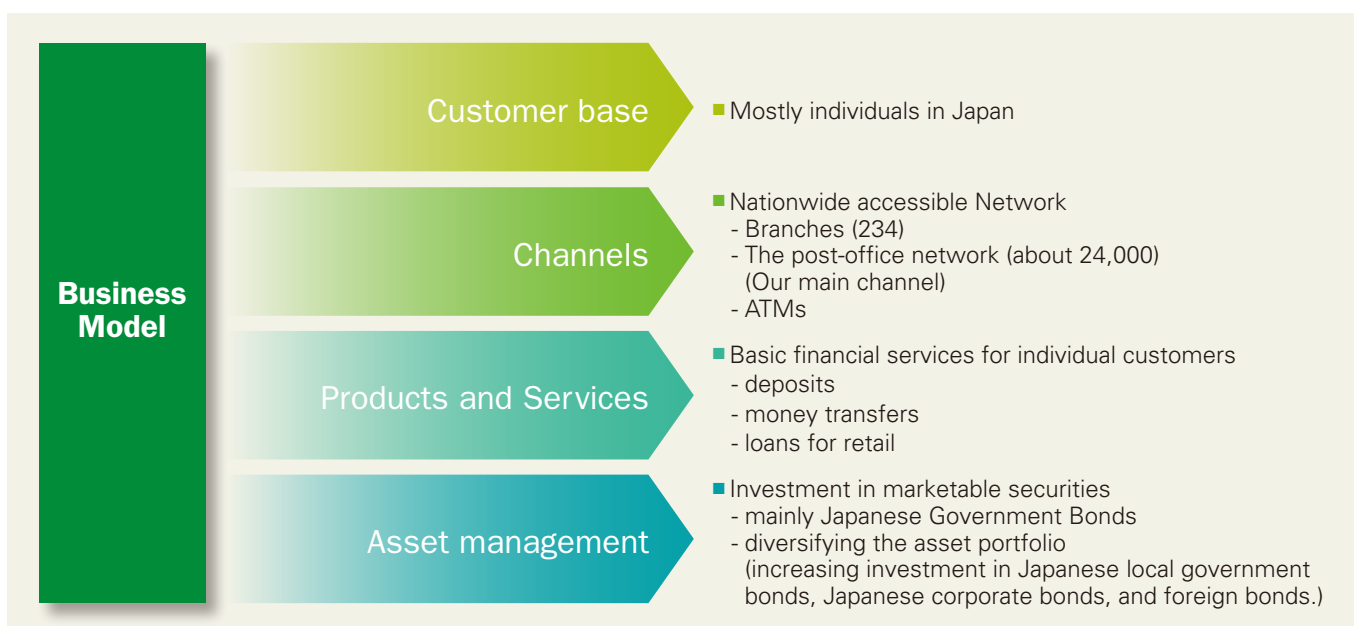 Business
Model
Customer base
■ Mostly individuals in Japan
Channels
■ Nationwide accessible Network
- Branches (234)
- The post-office network (about 24,000)
(Our main channel)
- ATMs
Products and Services
■ Basic financial services for individual customers
- deposits
- money transfers
- loans for retail
Asset management
■ Investment in marketable securities
- mainly Japanese Government Bonds
- diversifying the asset portfolio
(increasing investment in Japanese local government
bonds, Japanese corporate bonds, and foreign bonds.)